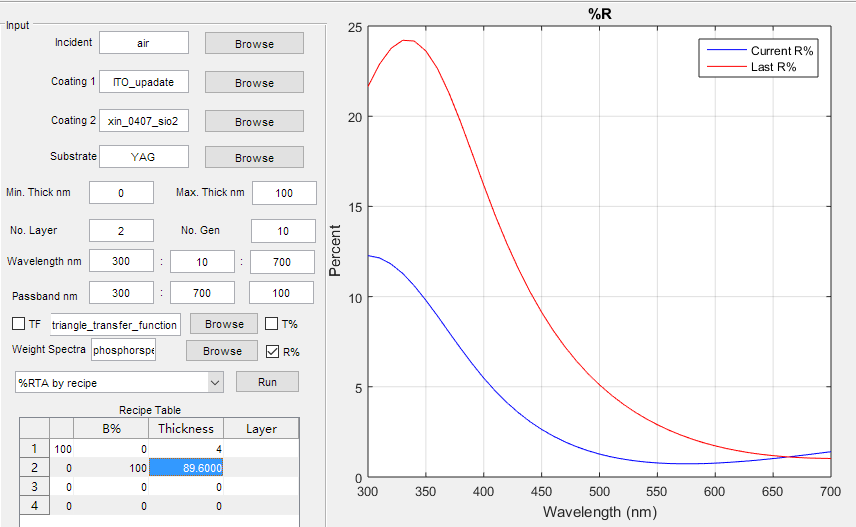 Input
Incident air Browse
Coating 1 ITO_upadate Browse
Coating 2 xin_0407_sio2 Browse
Substrate YAG Browse
Min. Thick nm 0 Max. Thick nm 100
No. Layer 2 No. Gen 10
Wavelength nm 300 : 10 : 700
Passband nm 300 : 700 100
TF triangle_transfer_function Browse T%
Weight Spectra phosphorspe Browse R%
%RTA by recipe Run
Recipe Table
B% Thickness Layer
1 100 0 4
2 0 100 89.6000
3 0 0 0
4 0 0 0
%R
Current R%
Last R%
Percent
25
20
15
10
5
0
300 350 400 450 500 550 600 650 700
Wavelength (nm)